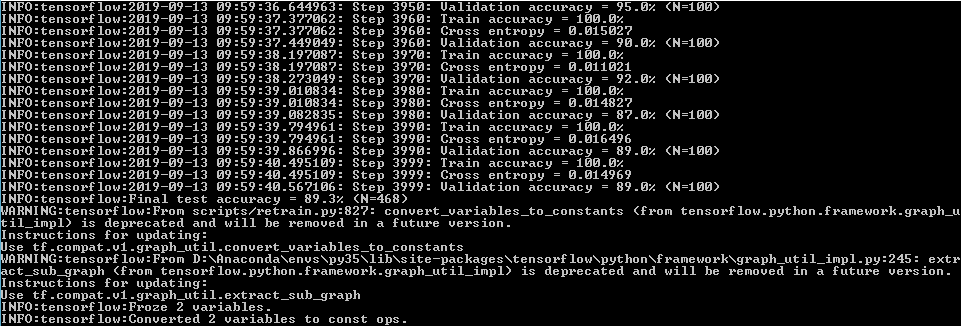 INFO:tensorflow:2019-09-13 09:59:36.644963: Step 3950: Validation accuracy = 95.0% (N=100)
INFO:tensorflow:2019-09-13 09:59:37.377062: Step 3960: Train accuracy = 100.0%
INFO:tensorflow:2019-09-13 09:59:37.377062: Step 3960: Cross entropy = 0.015027
INFO:tensorflow:2019-09-13 09:59:37.449049: Step 3960: Validation accuracy = 90.0% (N=100)
INFO:tensorflow:2019-09-13 09:59:38.197087: Step 3970: Train accuracy = 100.0%
INFO:tensorflow:2019-09-13 09:59:38.197087: Step 3970: Cross entropy = 0.011021
INFO:tensorflow:2019-09-13 09:59:38.273049: Step 3970: Validation accuracy = 92.0% (N=100)
INFO:tensorflow:2019-09-13 09:59:39.010834: Step 3980: Train accuracy = 100.0%
INFO:tensorflow:2019-09-13 09:59:39.010834: Step 3980: Cross entropy = 0.014827
INFO:tensorflow:2019-09-13 09:59:39.082835: Step 3980: Validation accuracy = 87.0% (N=100)
INFO:tensorflow:2019-09-13 09:59:39.794961: Step 3990: Train accuracy = 100.0%
INFO:tensorflow:2019-09-13 09:59:39.794961: Step 3990: Cross entropy = 0.016496
INFO:tensorflow:2019-09-13 09:59:39.866996: Step 3990: Validation accuracy = 89.0% (N=100)
INFO:tensorflow:2019-09-13 09:59:40.495109: Step 3999: Train accuracy = 100.0%
INFO:tensorflow:2019-09-13 09:59:40.495109: Step 3999: Cross entropy = 0.014969
INFO:tensorflow:2019-09-13 09:59:40.567106: Step 3999: Validation accuracy = 89.0% (N=100)
INFO:tensorflow:Final test accuracy = 89.3% (N=468)
WARNING:tensorflow:From scripts/retrain.py:827: convert_variables_to_constants (from tensorflow.python.framework.graph_u
til_impl) is deprecated and will be removed in a future version.
Instructions for updating:
Use tf.compat.v1.graph_util.convert_variables_to_constants
WARNING:tensorflow:From D:\Anaconda\envs\py35\lib\site-packages\tensorflow\python\framework\graph_util_impl.py:245: extr
act_sub_graph (from tensorflow.python.framework.graph_util_impl) is deprecated and will be removed in a future version.
Instructions for updating:
Use tf.compat.v1.graph_util.extract_sub_graph
INFO:tensorflow:Froze 2 variables.
INFO:tensorflow:Converted 2 variables to const ops.